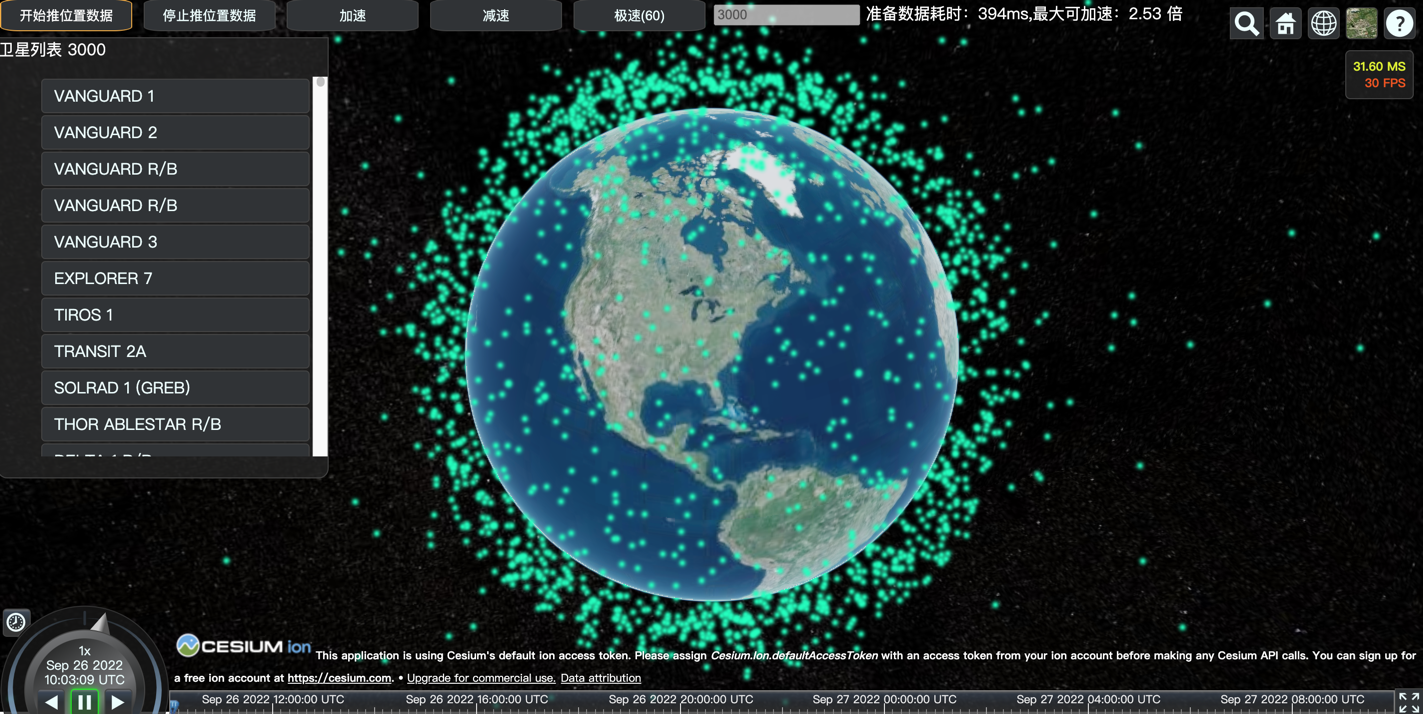 开始推位置数据
停止推位置数据
加速
减速
极速(60)
3000
准备数据耗时：394ms,最大可加速：2.53 倍
?
31.60 MS
30 FPS
卫星列表 3000
VANGUARD 1
VANGUARD 2
VANGUARD R/B
VANGUARD R/B
VANGUARD 3
EXPLORER 7
TIROS 1
TRANSIT 2A
SOLRAD 1 (GREB)
THOR ABLESTAR R/B
1x
Sep 26 2022
10:03:09 UTC
CESIUM ion This application is using Cesium's default ion access token. Please assign Cesium.Ion.defaultAccessToken with an access token from your ion account before making any Cesium API calls. You can sign up for
a free ion account at https://cesium.com. • Upgrade for commercial use. Data attribution
Sep 26 2022 12:00:00 UTC
Sep 26 2022 16:00:00 UTC
Sep 26 2022 20:00:00 UTC
Sep 27 2022 00:00:00 UTC
Sep 27 2022 04:00:00 UTC
Sep 27 2022 08:00:00 UTC